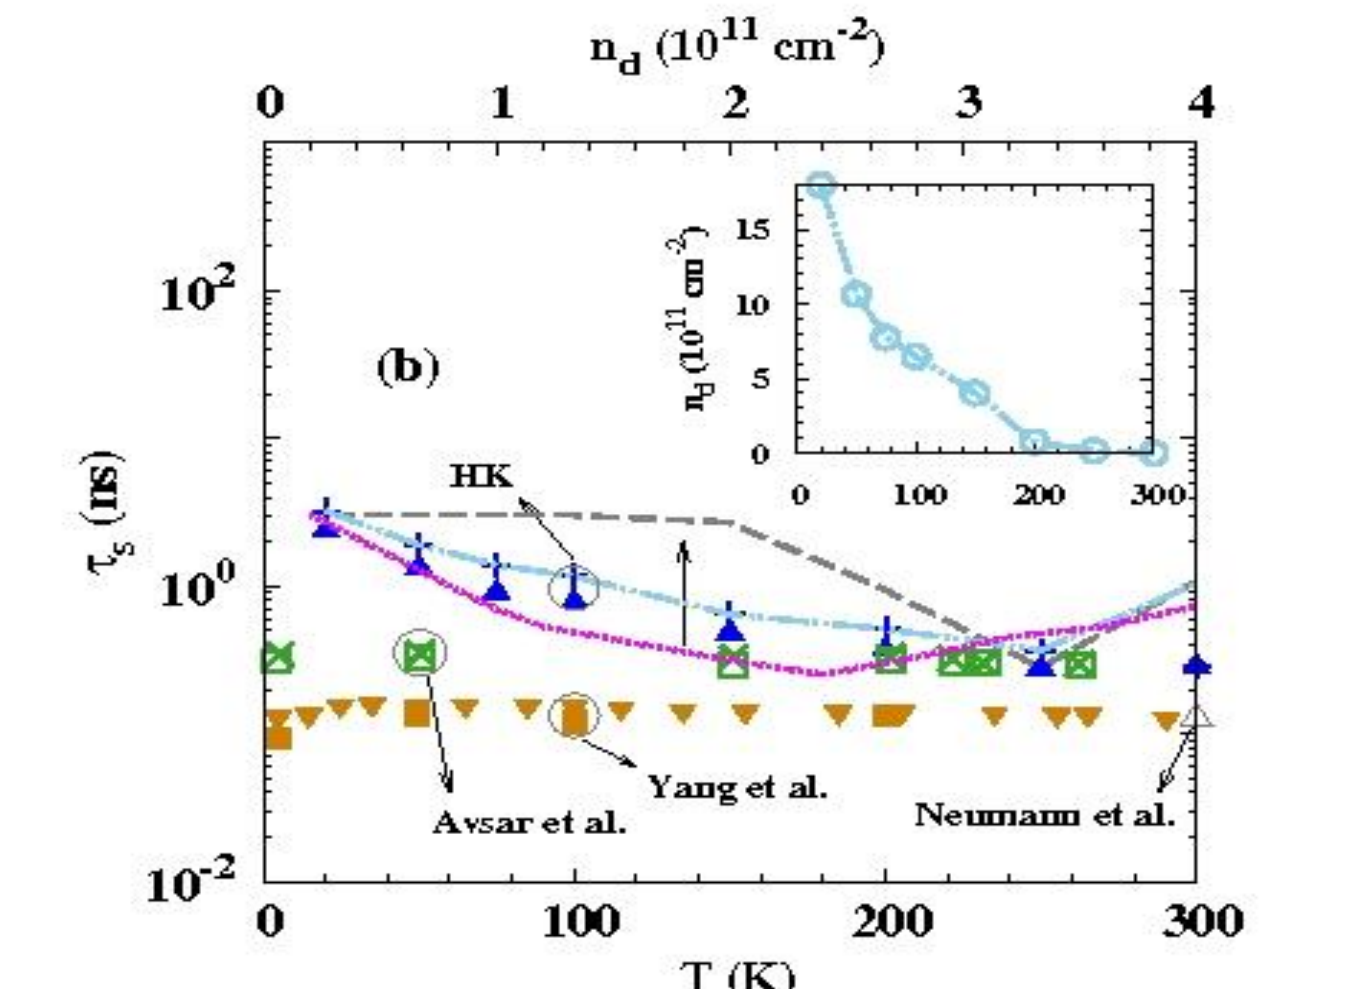 n_d (10^11 cm^-2)
0 1 2 3 4
10^2
10^0
10^-2
τ_s (ns)
(b)
HK
Avsar et al.
Yang et al.
Neumann et al.
n_d (10^11 cm^-2)
15
10
5
0
0 100 200 300
0 100 200 300
T (K)